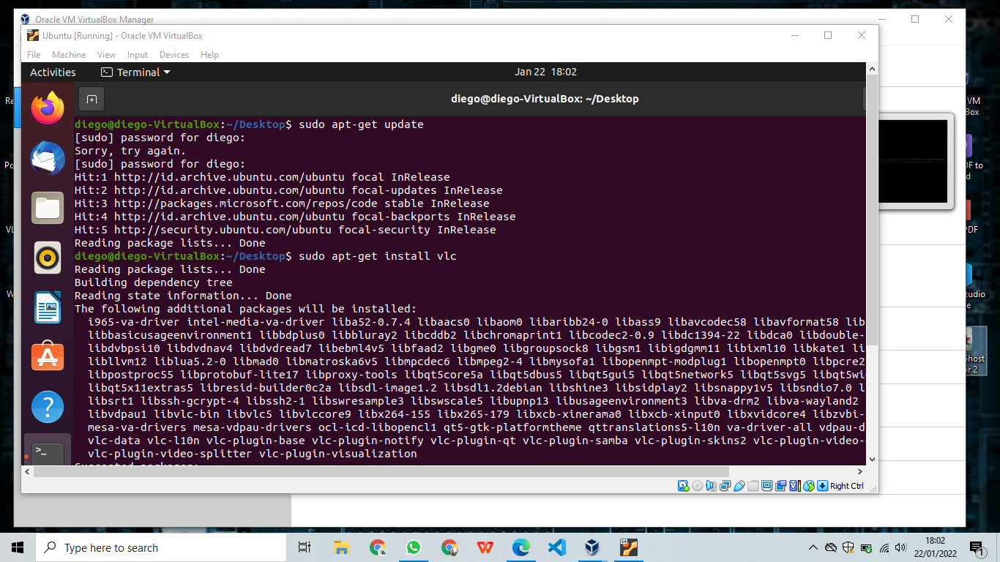 Oracle VM VirtualBox Manager
Ubuntu [Running] - Oracle VM VirtualBox
File Machine View Input Devices Help
Activities Terminal Jan 22 18:02
diego@diego-VirtualBox: ~/Desktop
diego@diego-VirtualBox:~/Desktop$ sudo apt-get update
[sudo] password for diego:
Sorry, try again.
[sudo] password for diego:
Hit:1 http://id.archive.ubuntu.com/ubuntu focal InRelease
Hit:2 http://id.archive.ubuntu.com/ubuntu focal-updates InRelease
Hit:3 http://packages.microsoft.com/repos/code stable InRelease
Hit:4 http://id.archive.ubuntu.com/ubuntu focal-backports InRelease
Hit:5 http://security.ubuntu.com/ubuntu focal-security InRelease
Reading package lists... Done
diego@diego-VirtualBox:~/Desktop$ sudo apt-get install vlc
Reading package lists... Done
Building dependency tree
Reading state information... Done
The following additional packages will be installed:
i965-va-driver intel-media-va-driver liba52-0.7.4 libaacs0 libaom0 libaribb24-0 libass9 libavcodec58 libavformat58 lib
libbasicusageenvironment1 libbdplus0 libbluray2 libcddb2 libchromaprint1 libcodec2-0.9 libdc1394-22 libdca0 libdouble-
libdvbpsi10 libdvdnav4 libdvdread7 libebml4v5 libfaad2 libgme0 libgroupsock8 libgsm1 libigdgmm11 libixml10 libkate1 li
libllvm12 liblua5.2-0 libmad0 libmatroska6v5 libmpcdec6 libmpeg2-4 libmysofa1 libopenmpt-modplug1 libopenmpt0 libpcre2
libpostproc55 libprotobuf-lite17 libproxy-tools libqt5core5a libqt5dbus5 libqt5gui5 libqt5network5 libqt5svg5 libqt5wi
libqt5x11extras5 libresid-builder0c2a libsdl-image1.2 libsdl1.2debian libshine3 libsidplay2 libsnappy1v5 libsndio7.0 l
libsrt1 libssh-gcrypt-4 libssh2-1 libswresample3 libswscale5 libupnp13 libusageenvironment3 libva-drm2 libva-wayland2
libvdpau1 libvlc-bin libvlc5 libvlccore9 libx264-155 libx265-179 libxcb-xinerama0 libxcb-xinput0 libxvidcore4 libzvbi-
mesa-va-drivers mesa-vdpau-drivers ocl-icd-libopencl1 qt5-gtk-platformtheme qttranslations5-l10n va-driver-all vdpau-d
vlc-data vlc-l10n vlc-plugin-base vlc-plugin-notify vlc-plugin-qt vlc-plugin-samba vlc-plugin-skins2 vlc-plugin-video-
vlc-plugin-video-splitter vlc-plugin-visualization
Right Ctrl
Re
Po
VL
W
VM
Box
DF to
d
PDF
tudio
e
Ghost
or 2
Type here to search
18:02
22/01/2022
1